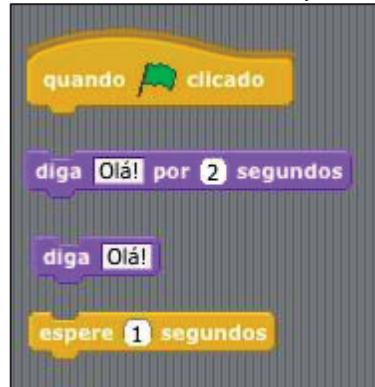 quando clicado
diga Olá! por 2 segundos
diga Olá!
espere 1 segundos